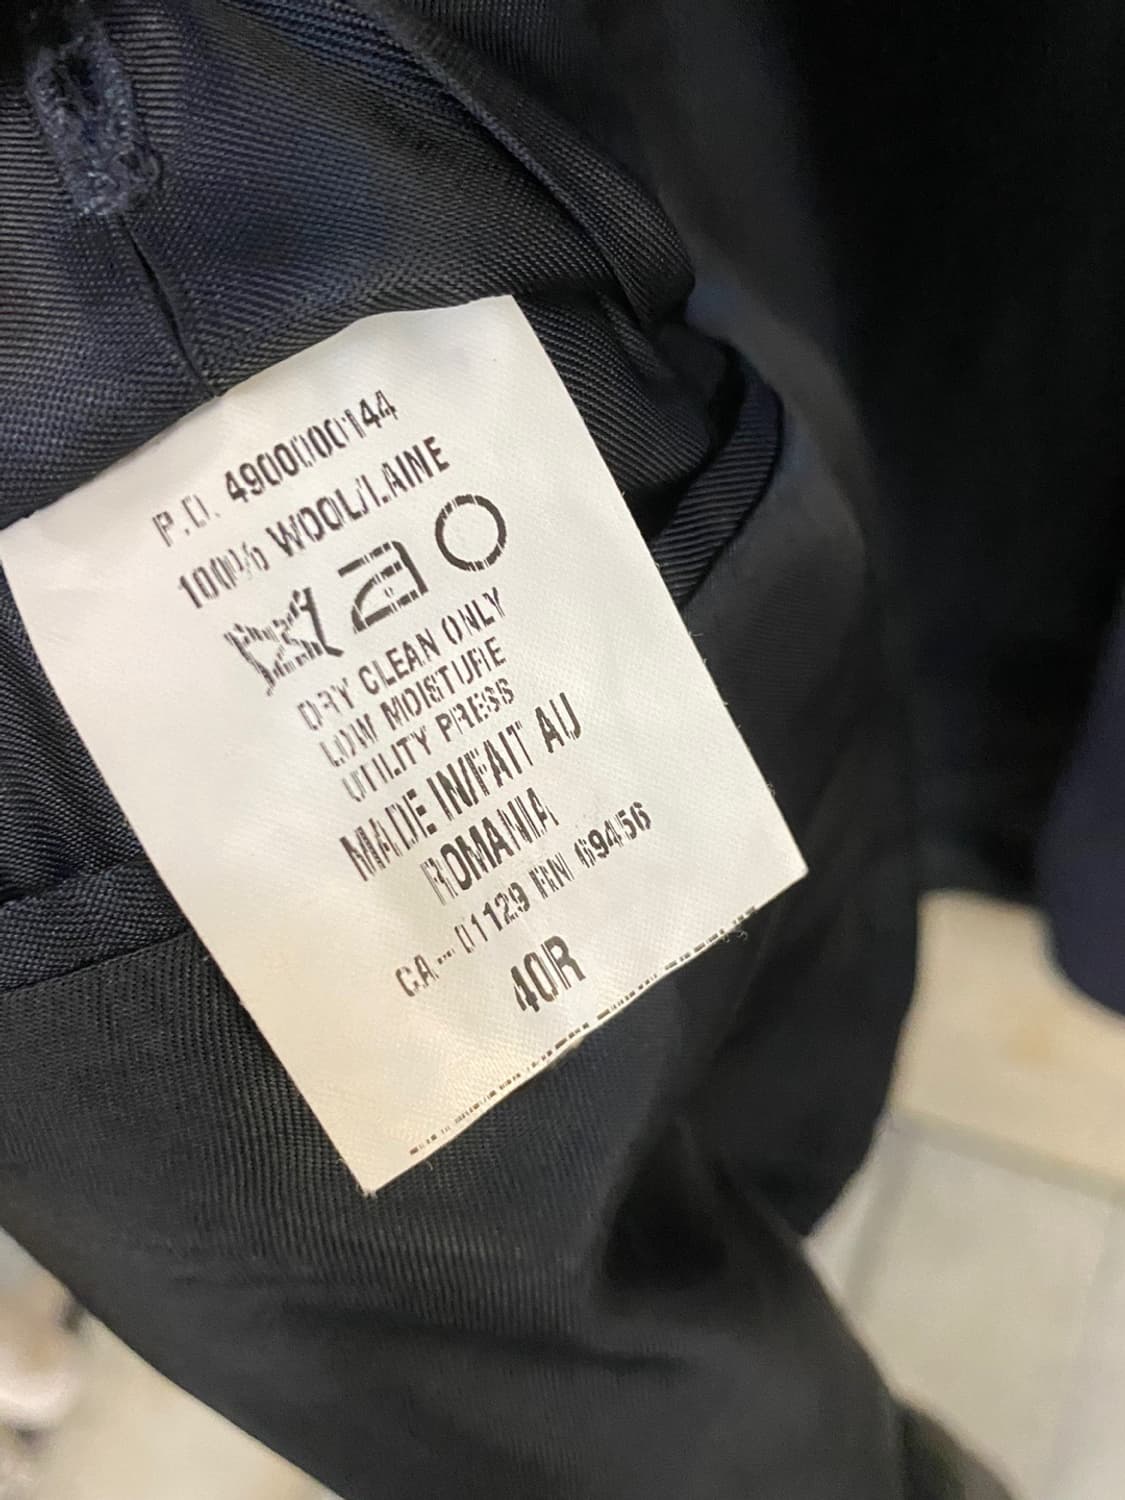 P.O. 4900000144
100% WOOL/LAINE
DRY CLEAN ONLY
LOW MOISTURE
UTILITY PRESS
MADE IN/FAIT AU
ROMANIA
CA-01129 RN 69456
40R